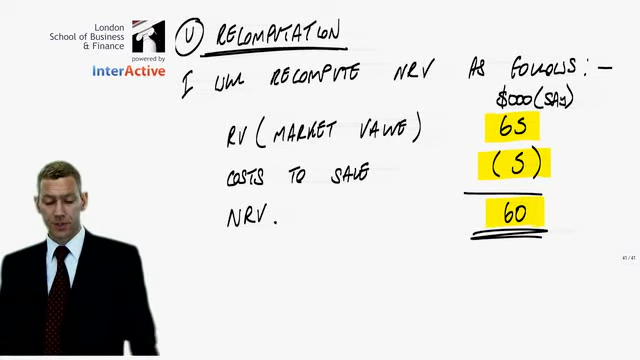 London
School of Business
& Finance
powered by
InterActive
(v) RECOMPUTATION
I WILL RECOMPUTE NRV AS FOLLOWS:-
$000 (SAY)
RV (MARKET VALUE) 65
COSTS TO SALE (5)
NRV. 60
41 / 41